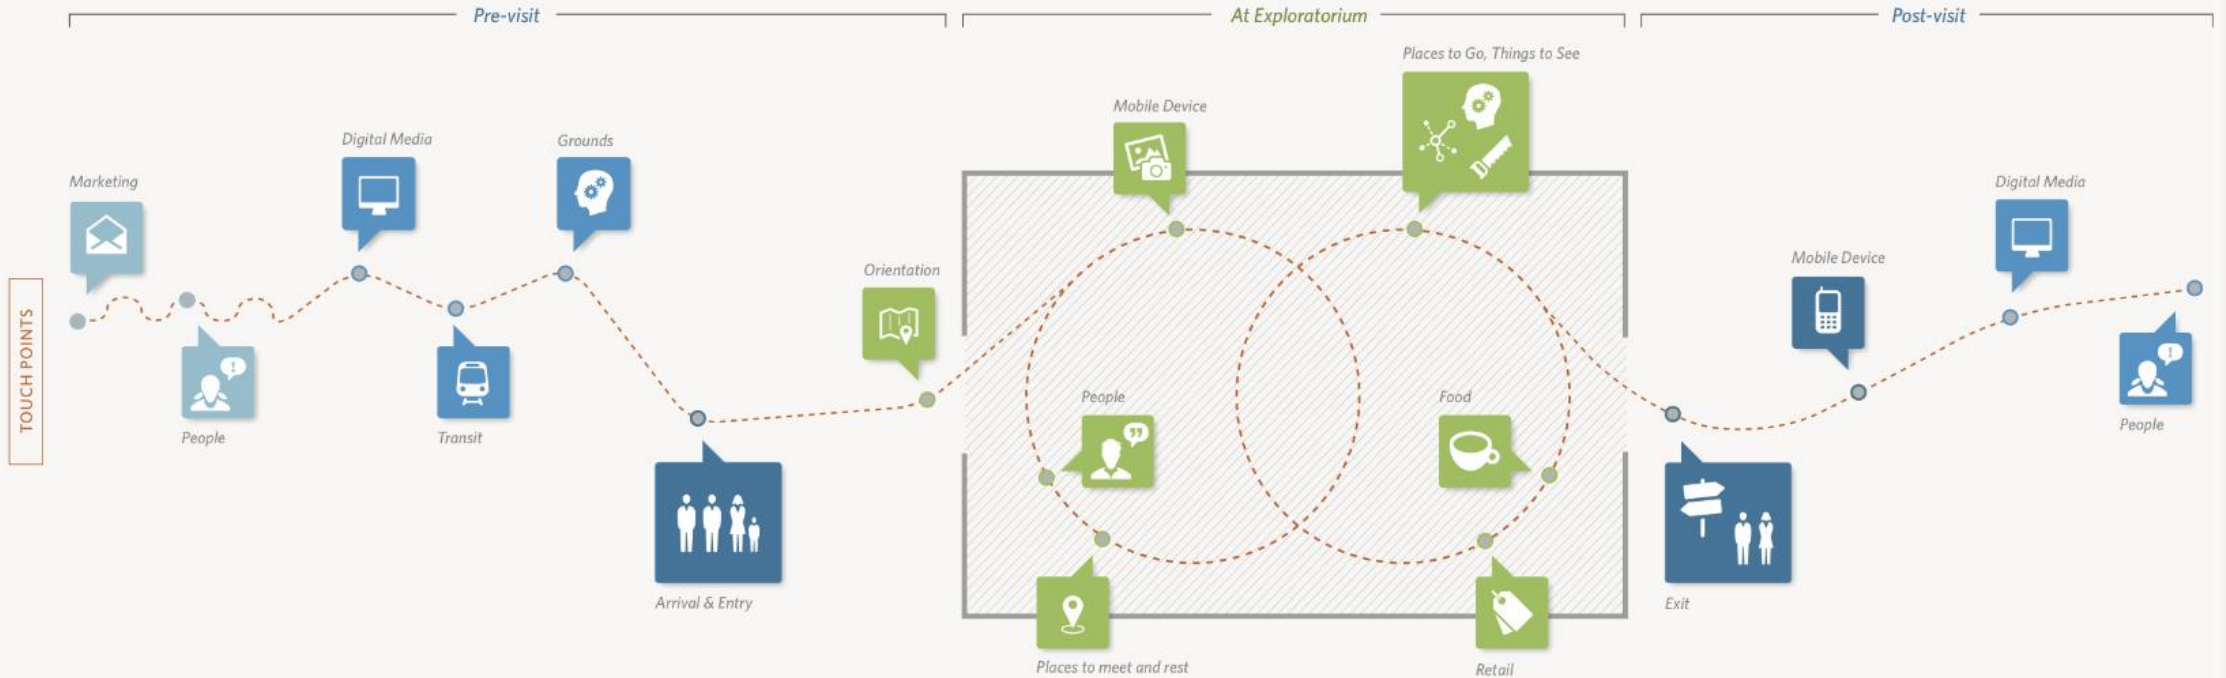 Pre-visit
At Exploratorium
Post-visit
TOUCH POINTS
Marketing
People
Digital Media
Transit
Grounds
Arrival & Entry
Orientation
Mobile Device
Places to Go, Things to See
People
Food
Places to meet and rest
Retail
Exit
Mobile Device
Digital Media
People